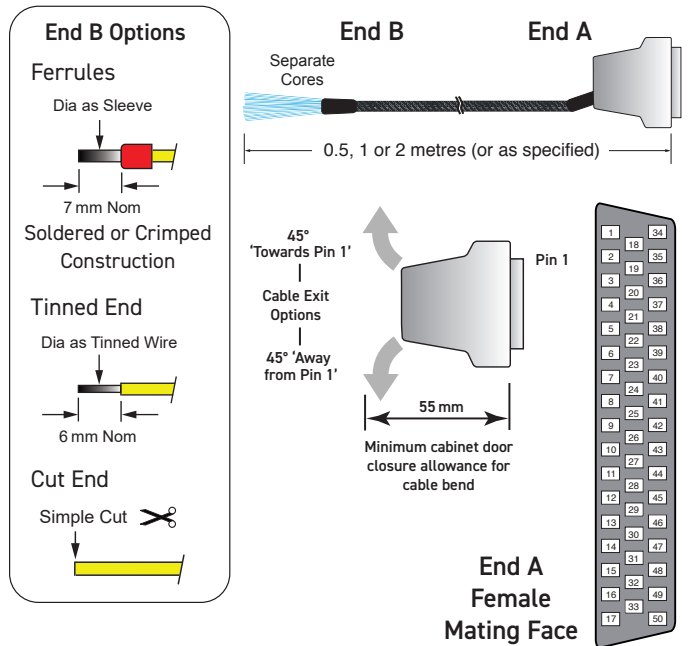 End B Options
Ferrules
Dia as Sleeve
7 mm Nom
Soldered or Crimped
Construction
Tinned End
Dia as Tinned Wire
6 mm Nom
Cut End
Simple Cut
End B
End A
Separate
Cores
0.5, 1 or 2 metres (or as specified)
45°
'Towards Pin 1'
Cable Exit
Options
45° 'Away
from Pin 1'
Pin 1
55 mm
Minimum cabinet door
closure allowance for
cable bend
1
34
18
2
35
19
3
36
20
4
37
21
5
38
22
6
39
23
7
40
24
8
41
25
9
42
26
10
43
27
11
44
28
12
45
29
13
46
30
14
47
31
15
48
32
16
49
33
17
50
End A
Female
Mating Face